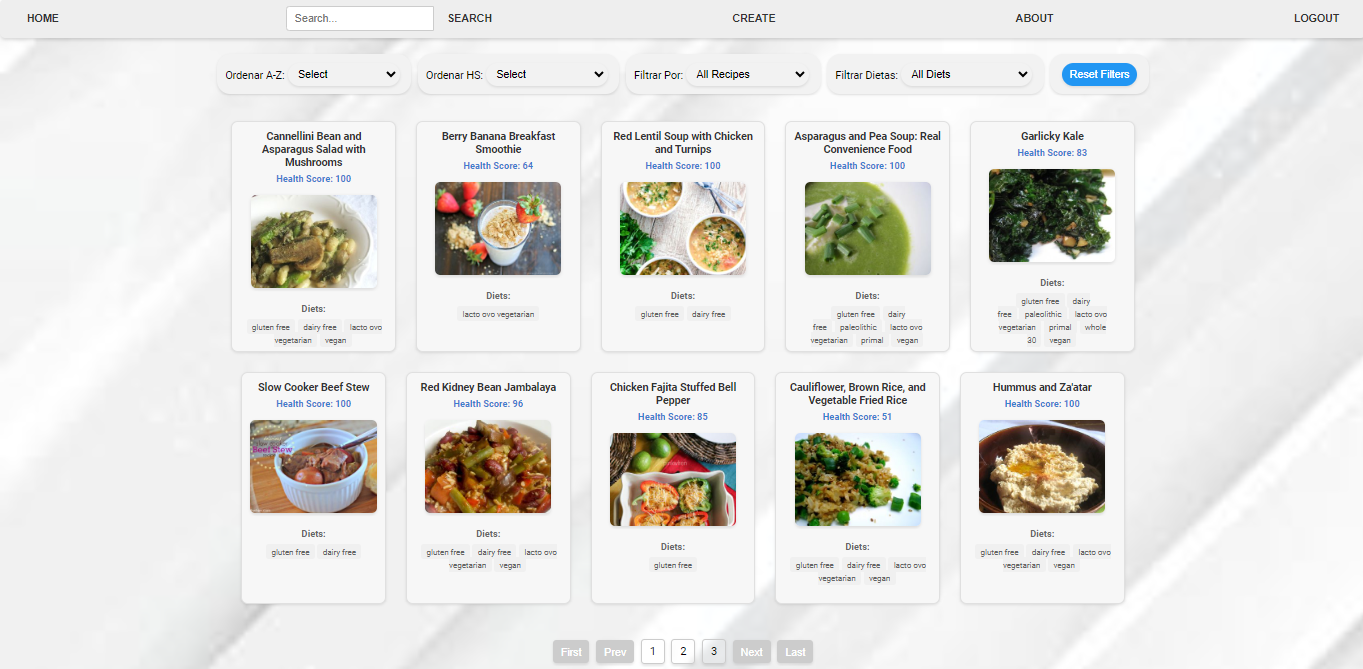 HOME Search... SEARCH CREATE ABOUT LOGOUT
Ordenar A-Z: Select Ordenar HS: Select Filtrar Por: All Recipes Filtrar Dietas: All Diets Reset Filters
Cannellini Bean and
Asparagus Salad with
Mushrooms
Health Score: 100
Diets:
gluten free dairy free lacto ovo
vegetarian vegan
Berry Banana Breakfast
Smoothie
Health Score: 64
Diets:
lacto ovo vegetarian
Red Lentil Soup with Chicken
and Turnips
Health Score: 100
Diets:
gluten free dairy free
Asparagus and Pea Soup: Real
Convenience Food
Health Score: 100
Diets:
gluten free dairy
free paleolithic lacto ovo
vegetarian primal vegan
Garlicky Kale
Health Score: 83
Diets:
gluten free dairy
free paleolithic lacto ovo
vegetarian primal whole
30 vegan
Slow Cooker Beef Stew
Health Score: 100
Beef Stew
Diets:
gluten free dairy free
Red Kidney Bean Jambalaya
Health Score: 96
Diets:
gluten free dairy free lacto ovo
vegetarian vegan
Chicken Fajita Stuffed Bell
Pepper
Health Score: 85
Diets:
gluten free
Cauliflower, Brown Rice, and
Vegetable Fried Rice
Health Score: 51
Diets:
gluten free dairy free lacto ovo
vegetarian vegan
Hummus and Za'atar
Health Score: 100
Diets:
gluten free dairy free lacto ovo
vegetarian vegan
First Prev 1 2 3 Next Last